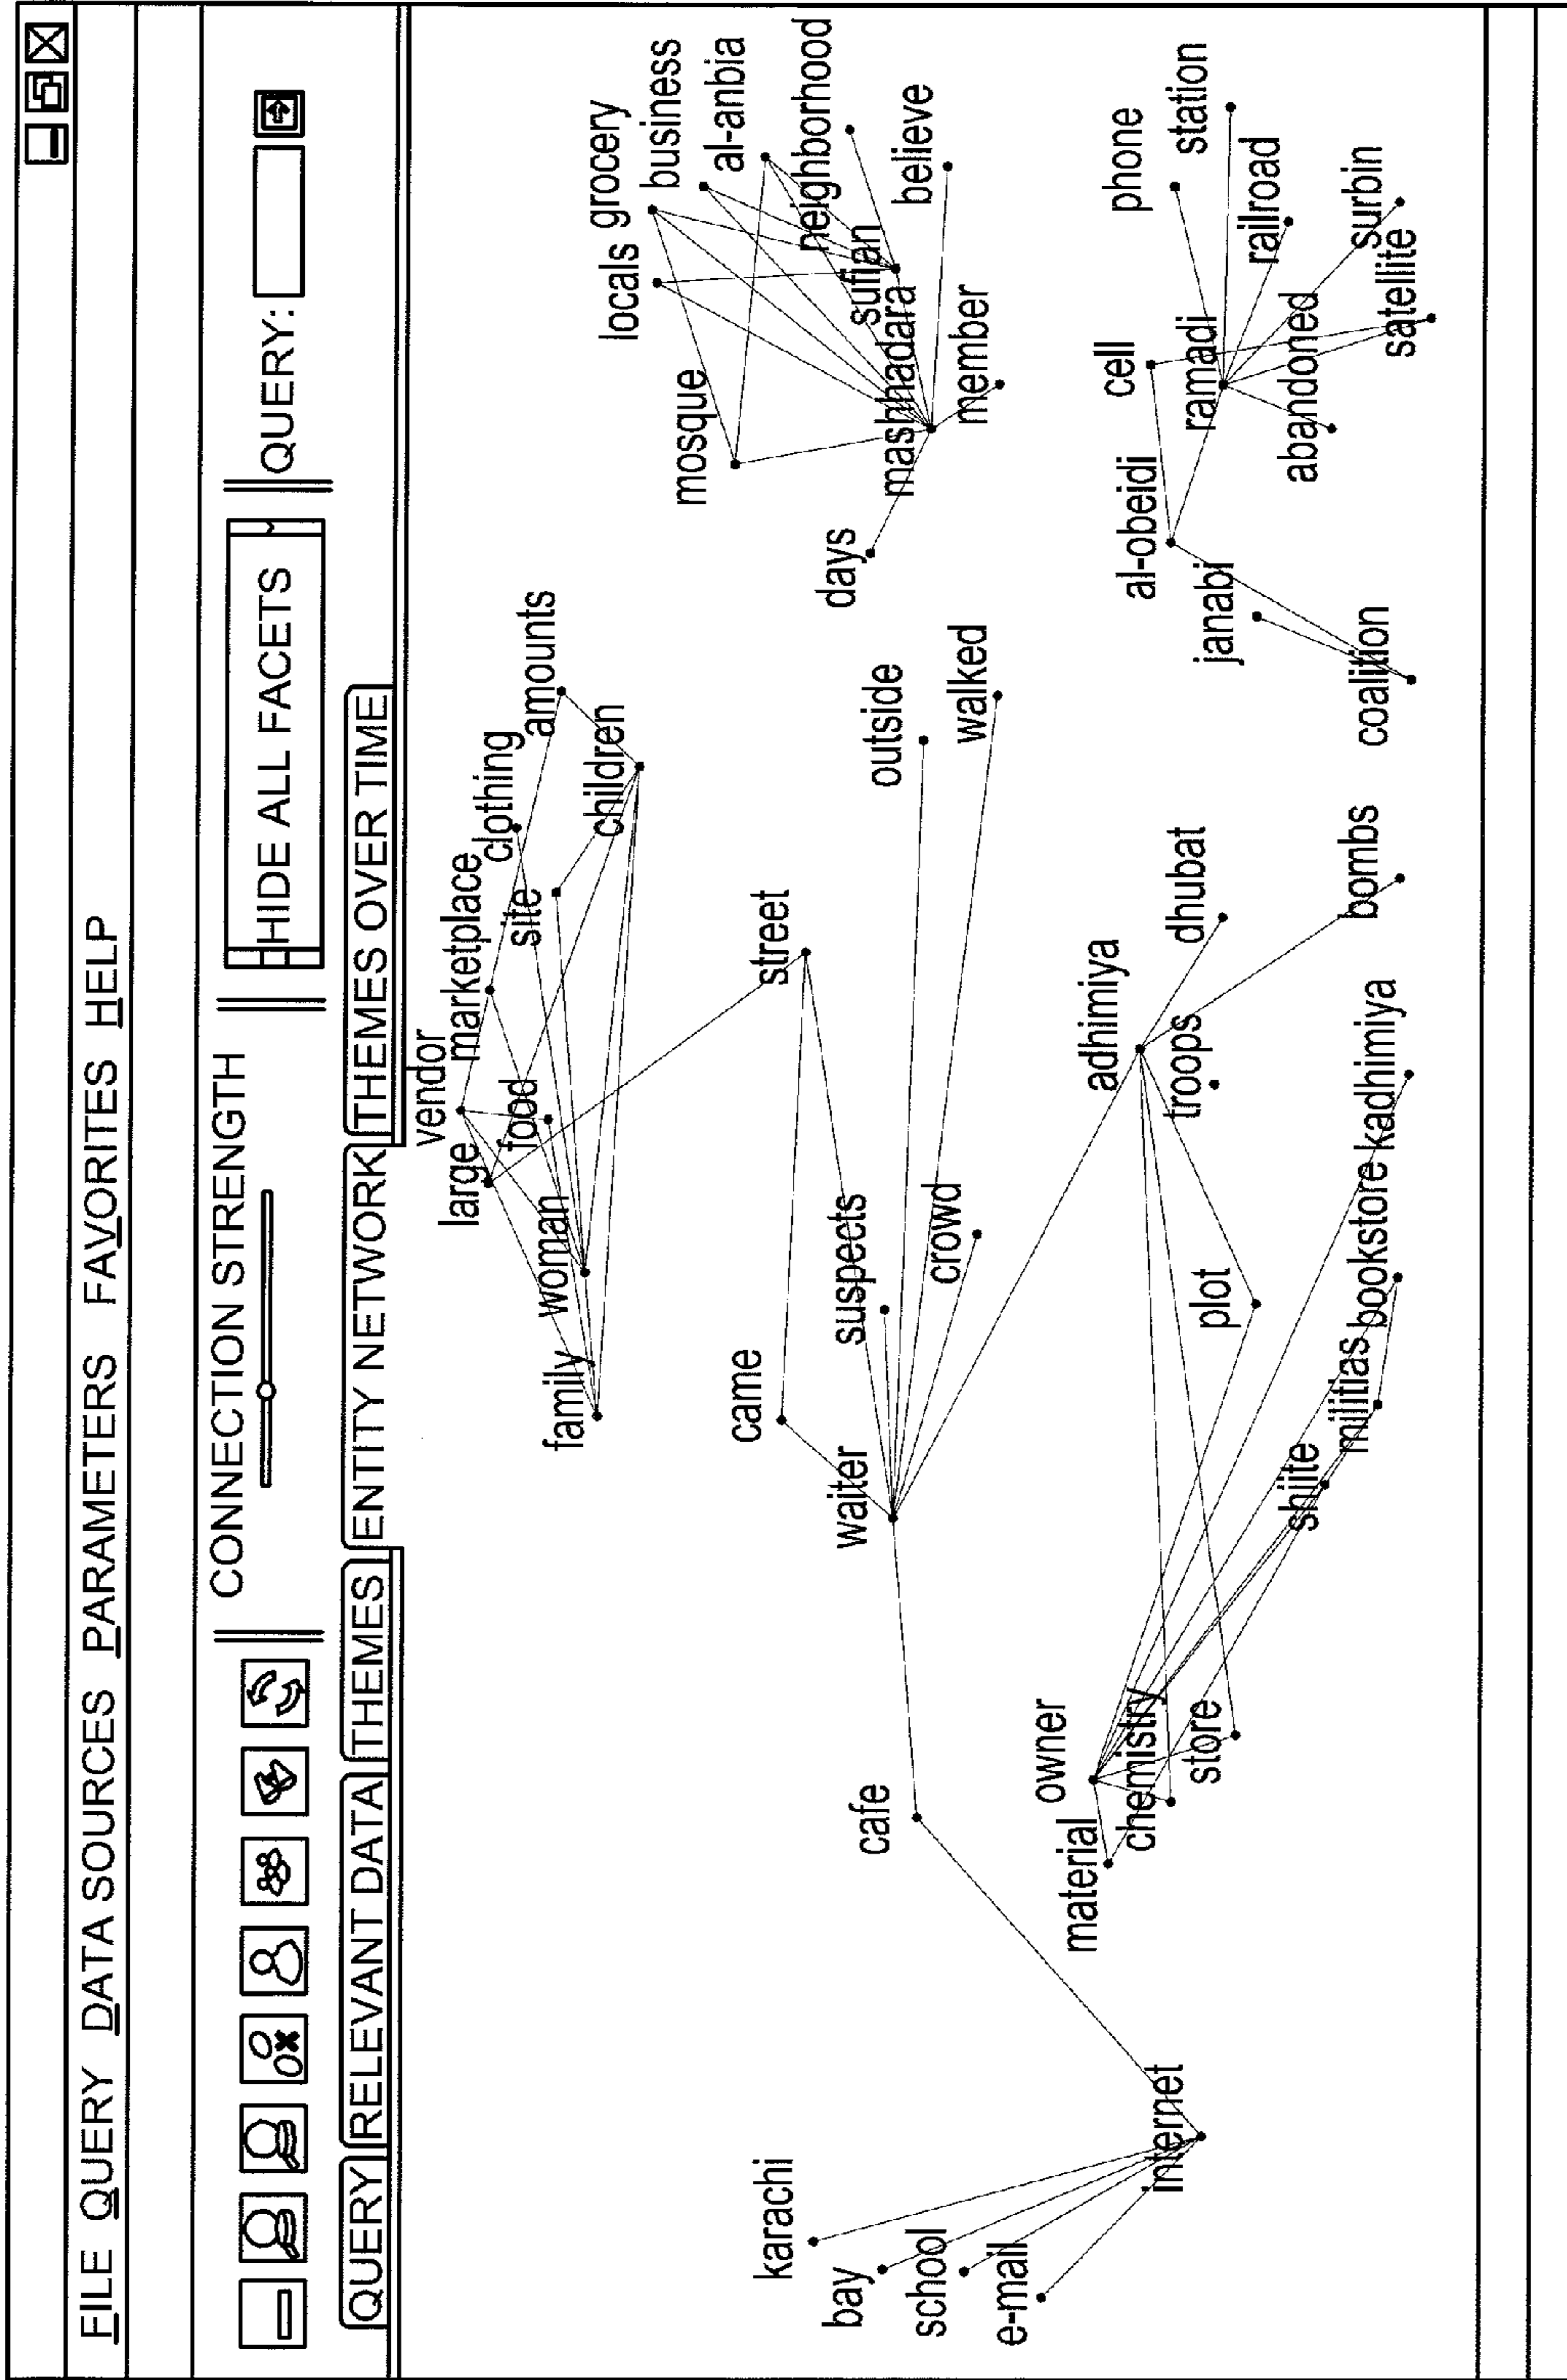 FILE QUERY DATA SOURCES PARAMETERS FAVORITES HELP
CONNECTION STRENGTH
HIDE ALL FACETS
QUERY:
QUERY
RELEVANT DATA
THEMES
ENTITY NETWORK
THEMES OVER TIME
vendor
large
marketplace
clothing
amounts
food
site
children
woman
family
locals
grocery
business
al-anbia
mosque
neighborhood
sufian
believe
mashhadara
member
days
street
came
karachi
waiter
suspects
outside
bay
cafe
crowd
walked
school
e-mail
owner
adhimiya
al-obeidi
cell
phone
material
chemistry
internet
store
plot
troops
dhubat
janabi
ramadi
station
railroad
abandoned
shiite
militias
bookstore
kadhimiya
bombs
coalition
satellite
surbin